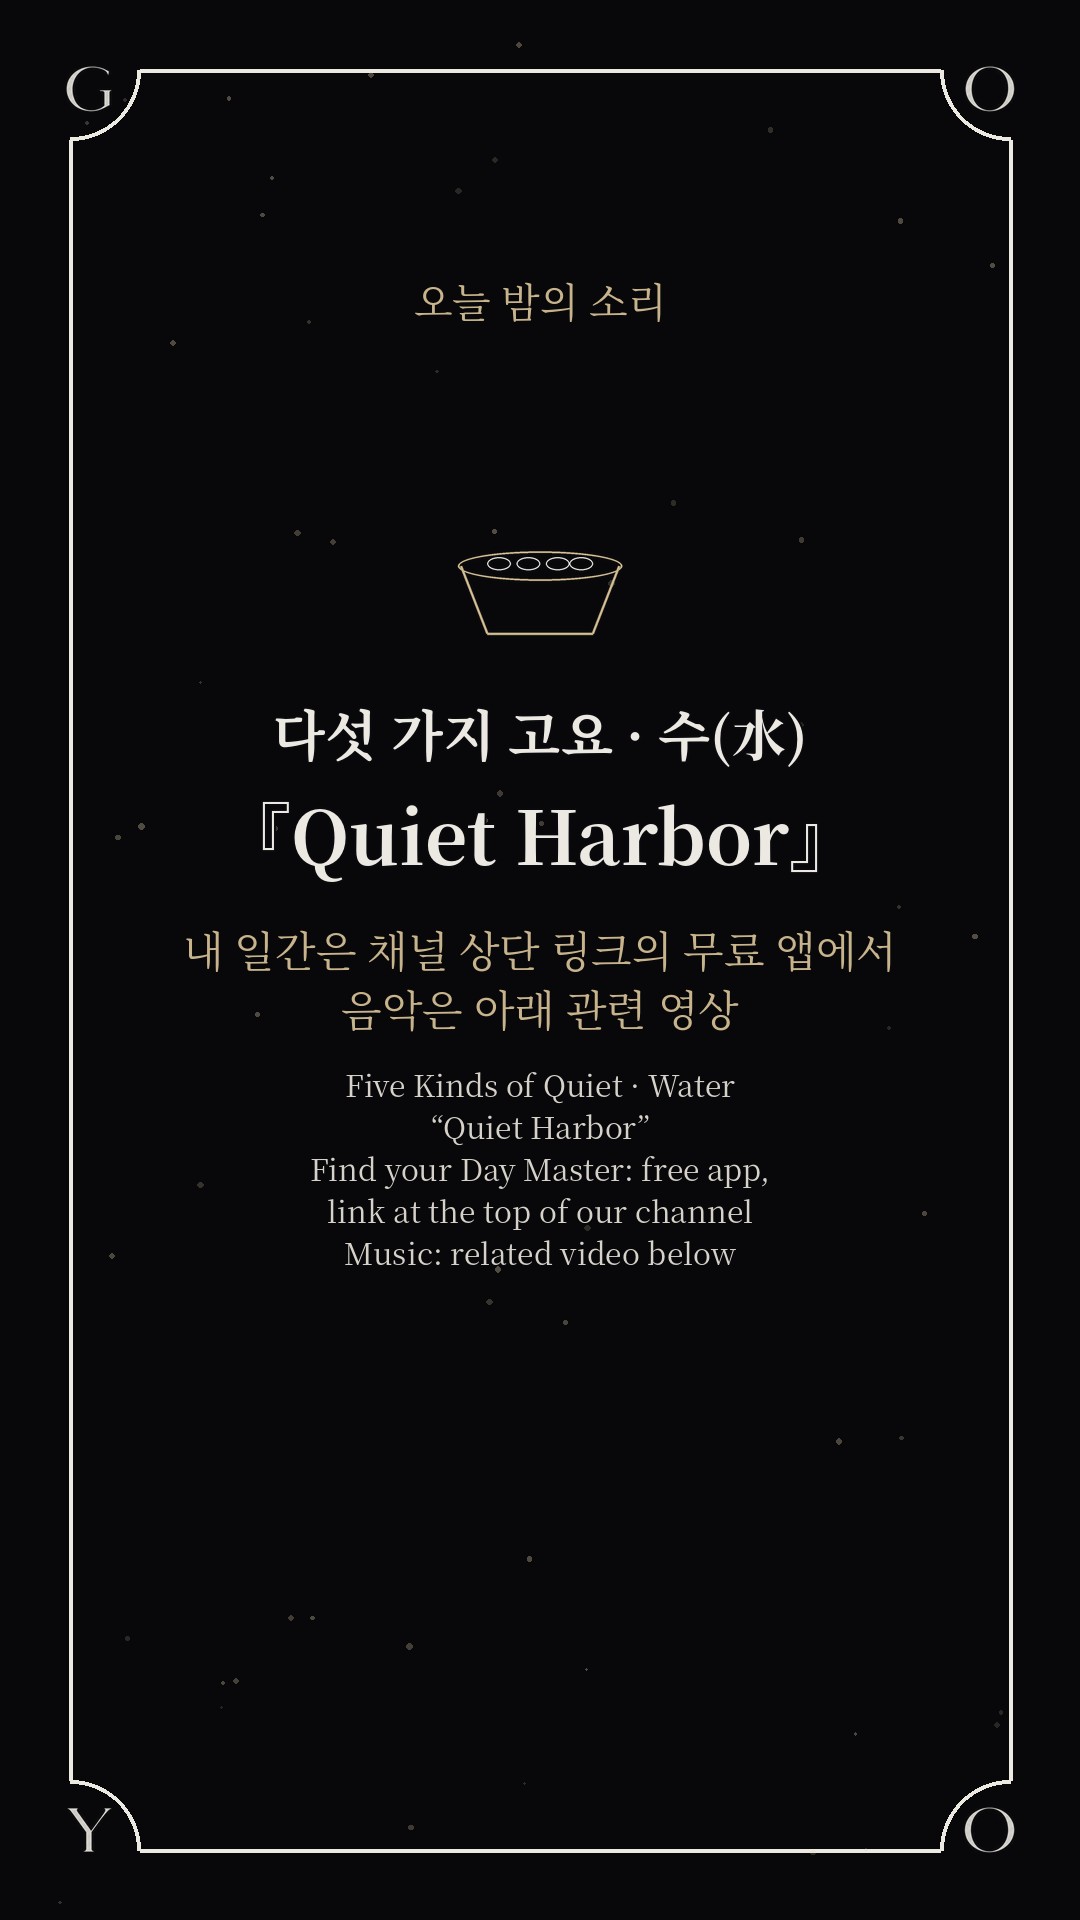 G O
오늘 밤의 소리
다섯 가지 고요 · 수(水)
『Quiet Harbor』
내 일간은 채널 상단 링크의 무료 앱에서
음악은 아래 관련 영상
Five Kinds of Quiet · Water
“Quiet Harbor”
Find your Day Master: free app,
link at the top of our channel
Music: related video below
Y O